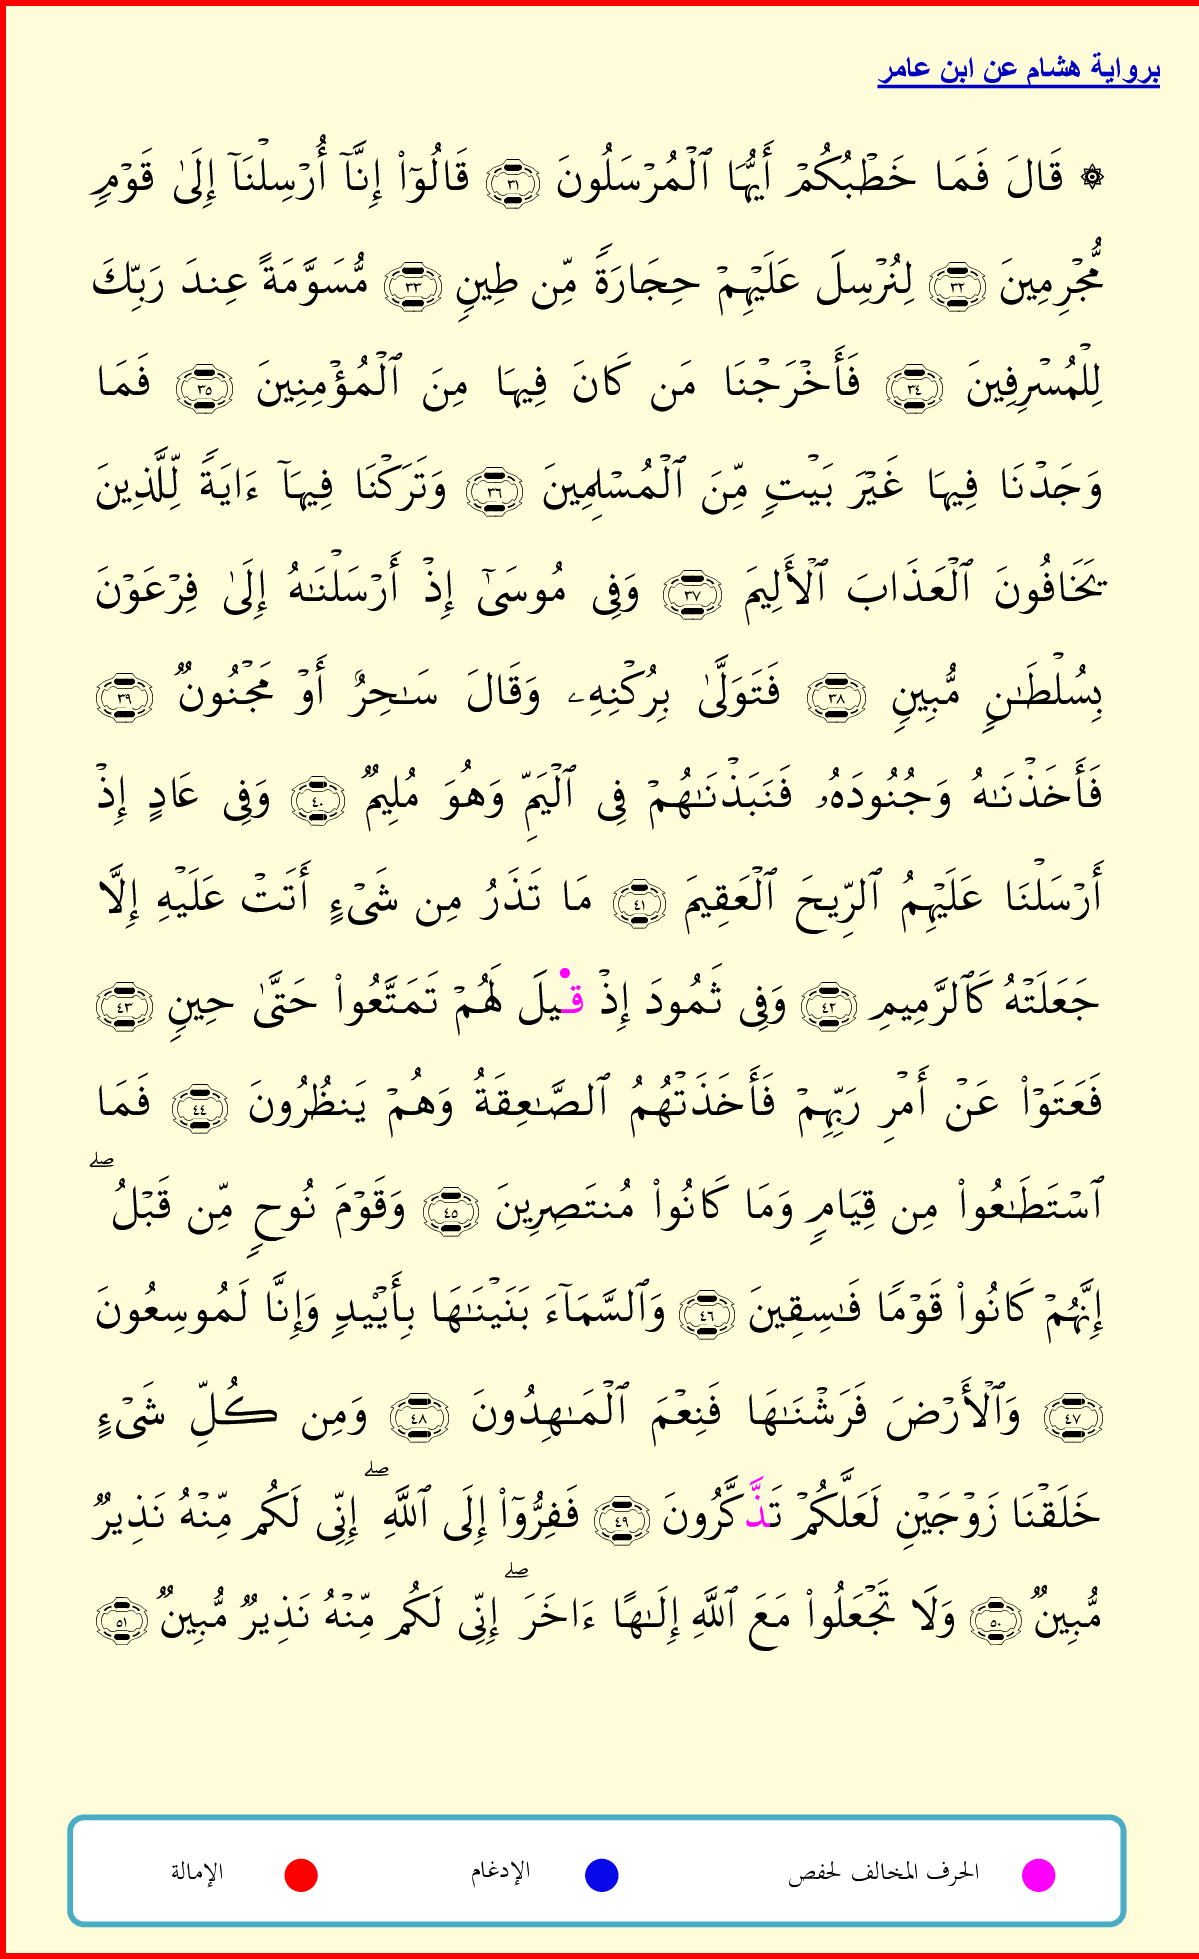 برواية هشام عن ابن عامر
۞ قَالَ فَمَا خَطْبُكُمْ أَيُّهَا ٱلْمُرْسَلُونَ ٣١ قَالُوٓا۟ إِنَّآ أُرْسِلْنَآ إِلَىٰ قَوْمٍ
مُّجْرِمِينَ ٣٢ لِنُرْسِلَ عَلَيْهِمْ حِجَارَةً مِّن طِينٍ ٣٣ مُّسَوَّمَةً عِندَ رَبِّكَ
لِلْمُسْرِفِينَ ٣٤ فَأَخْرَجْنَا مَن كَانَ فِيهَا مِنَ ٱلْمُؤْمِنِينَ ٣٥ فَمَا
وَجَدْنَا فِيهَا غَيْرَ بَيْتٍ مِّنَ ٱلْمُسْلِمِينَ ٣٦ وَتَرَكْنَا فِيهَآ ءَايَةً لِّلَّذِينَ
يَخَافُونَ ٱلْعَذَابَ ٱلْأَلِيمَ ٣٧ وَفِى مُوسَىٰٓ إِذْ أَرْسَلْنَـٰهُ إِلَىٰ فِرْعَوْنَ
بِسُلْطَـٰنٍ مُّبِينٍ ٣٨ فَتَوَلَّىٰ بِرُكْنِهِۦ وَقَالَ سَـٰحِرٌ أَوْ مَجْنُونٌ ٣٩
فَأَخَذْنَـٰهُ وَجُنُودَهُۥ فَنَبَذْنَـٰهُمْ فِى ٱلْيَمِّ وَهُوَ مُلِيمٌ ٤٠ وَفِى عَادٍ إِذْ
أَرْسَلْنَا عَلَيْهِمُ ٱلرِّيحَ ٱلْعَقِيمَ ٤١ مَا تَذَرُ مِن شَىْءٍ أَتَتْ عَلَيْهِ إِلَّا
جَعَلَتْهُ كَٱلرَّمِيمِ ٤٢ وَفِى ثَمُودَ إِذْ قـ۬يلَ لَهُمْ تَمَتَّعُوا۟ حَتَّىٰ حِينٍ ٤٣
فَعَتَوْا۟ عَنْ أَمْرِ رَبِّهِمْ فَأَخَذَتْهُمُ ٱلصَّـٰعِقَةُ وَهُمْ يَنظُرُونَ ٤٤ فَمَا
ٱسْتَطَـٰعُوا۟ مِن قِيَامٍ وَمَا كَانُوا۟ مُنتَصِرِينَ ٤٥ وَقَوْمَ نُوحٍ مِّن قَبْلُ ۖ
إِنَّهُمْ كَانُوا۟ قَوْمًا فَـٰسِقِينَ ٤٦ وَٱلسَّمَآءَ بَنَيْنَـٰهَا بِأَيْي۟دٍ وَإِنَّا لَمُوسِعُونَ
٤٧ وَٱلْأَرْضَ فَرَشْنَـٰهَا فَنِعْمَ ٱلْمَـٰهِدُونَ ٤٨ وَمِن كُلِّ شَىْءٍ
خَلَقْنَا زَوْجَيْنِ لَعَلَّكُمْ تَذَّكَّرُونَ ٤٩ فَفِرُّوٓا۟ إِلَى ٱللَّهِ ۖ إِنِّى لَكُم مِّنْهُ نَذِيرٌ
مُّبِينٌ ٥٠ وَلَا تَجْعَلُوا۟ مَعَ ٱللَّهِ إِلَـٰهًا ءَاخَرَ ۖ إِنِّى لَكُم مِّنْهُ نَذِيرٌ مُّبِينٌ ٥١
الحرف المخالف لحفص الإدغام الإمالة